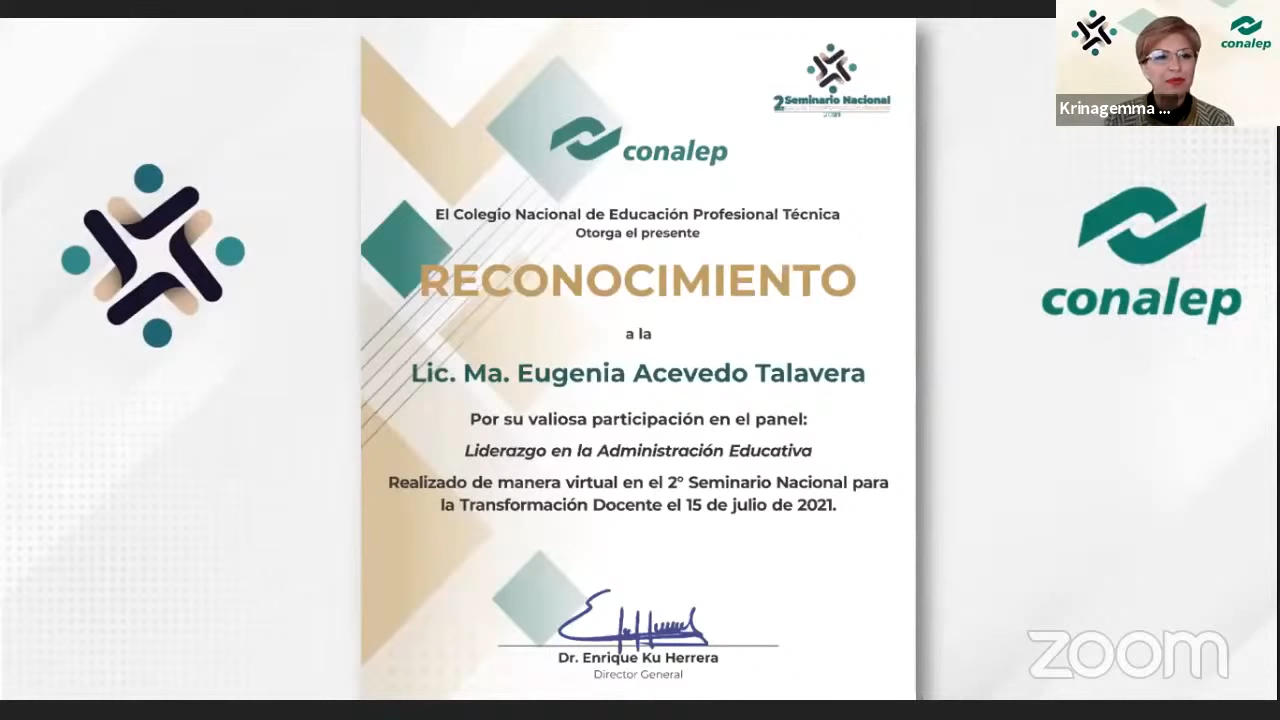 conalep
Krinagemma ...
2 Seminario Nacional
2021
conalep
El Colegio Nacional de Educación Profesional Técnica
Otorga el presente
RECONOCIMIENTO
a la
Lic. Ma. Eugenia Acevedo Talavera
Por su valiosa participación en el panel:
Liderazgo en la Administración Educativa
Realizado de manera virtual en el 2° Seminario Nacional para
la Transformación Docente el 15 de julio de 2021.
Dr. Enrique Ku Herrera
Director General
conalep
zoom